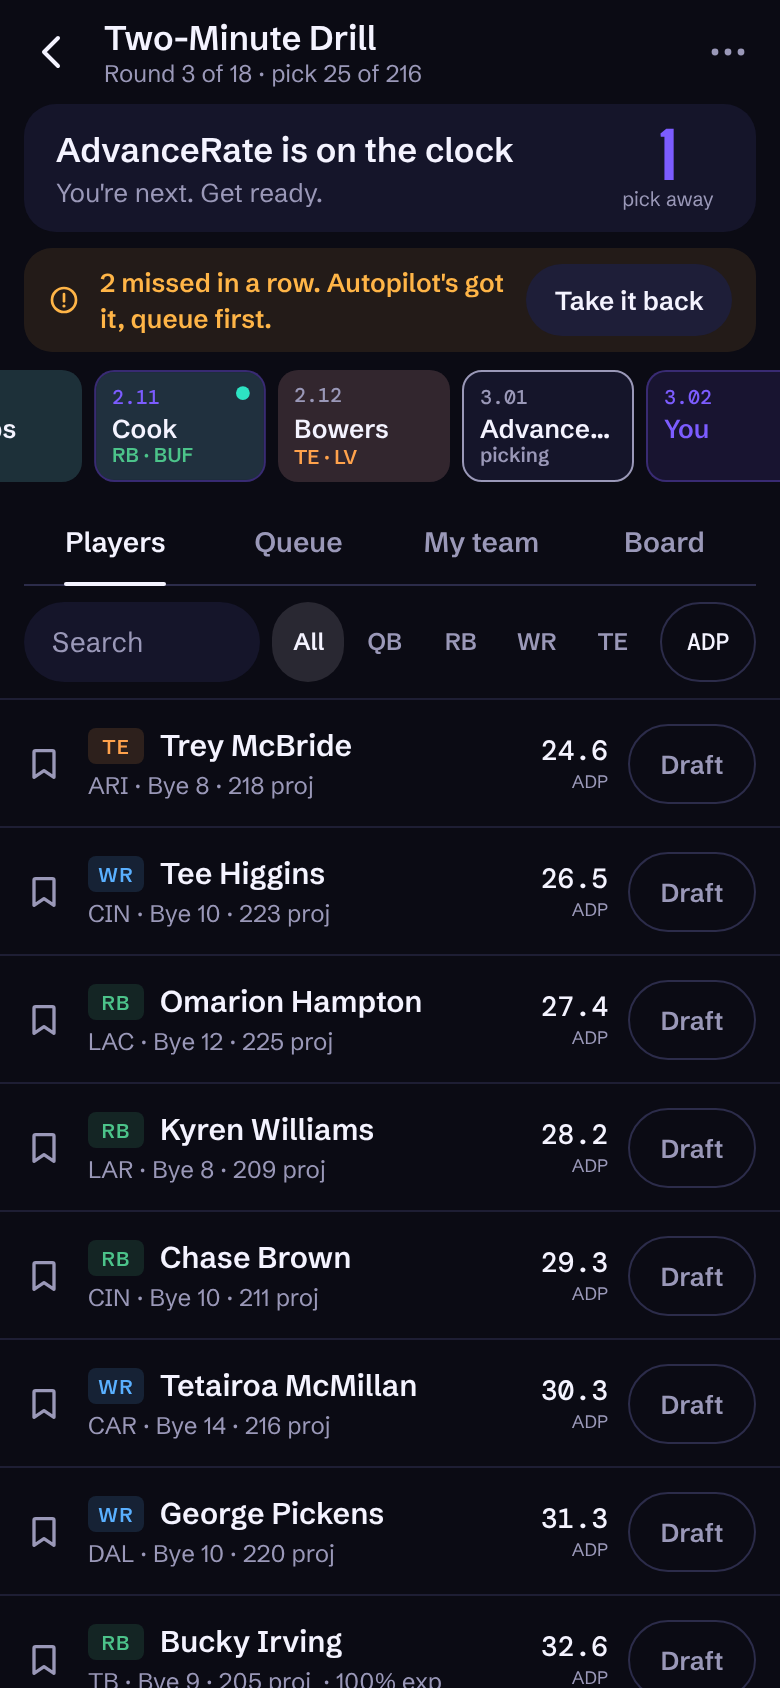 Two-Minute Drill
Round 3 of 18 · pick 25 of 216
AdvanceRate is on the clock
You're next. Get ready.
1
pick away
2 missed in a row. Autopilot's got
it, queue first.
Take it back
s
2.11
Cook
RB · BUF
2.12
Bowers
TE · LV
3.01
Advance...
picking
3.02
You
Players
Queue
My team
Board
Search
All
QB
RB
WR
TE
ADP
TE Trey McBride
ARI · Bye 8 · 218 proj
24.6
ADP
Draft
WR Tee Higgins
CIN · Bye 10 · 223 proj
26.5
ADP
Draft
RB Omarion Hampton
LAC · Bye 12 · 225 proj
27.4
ADP
Draft
RB Kyren Williams
LAR · Bye 8 · 209 proj
28.2
ADP
Draft
RB Chase Brown
CIN · Bye 10 · 211 proj
29.3
ADP
Draft
WR Tetairoa McMillan
CAR · Bye 14 · 216 proj
30.3
ADP
Draft
WR George Pickens
DAL · Bye 10 · 220 proj
31.3
ADP
Draft
RB Bucky Irving
TB · Bye 9 · 205 proj · 100% exp
32.6
ADP
Draft